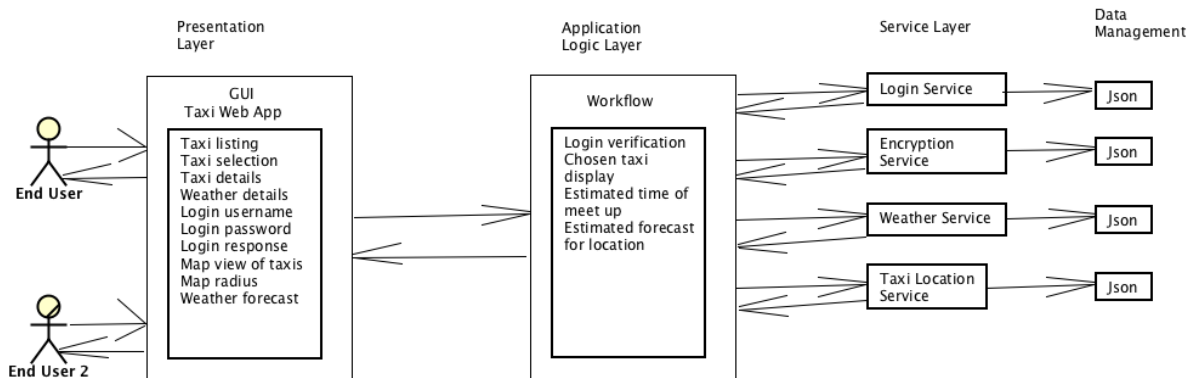 Presentation
Layer
Application
Logic Layer
Service Layer
Data
Management
GUI
Taxi Web App
Taxi listing
Taxi selection
Taxi details
Weather details
Login username
Login password
Login response
Map view of taxis
Map radius
Weather forecast
End User
End User 2
Workflow
Login verification
Chosen taxi
display
Estimated time of
meet up
Estimated forecast
for location
Login Service
Json
Encryption
Service
Json
Weather Service
Json
Taxi Location
Service
Json